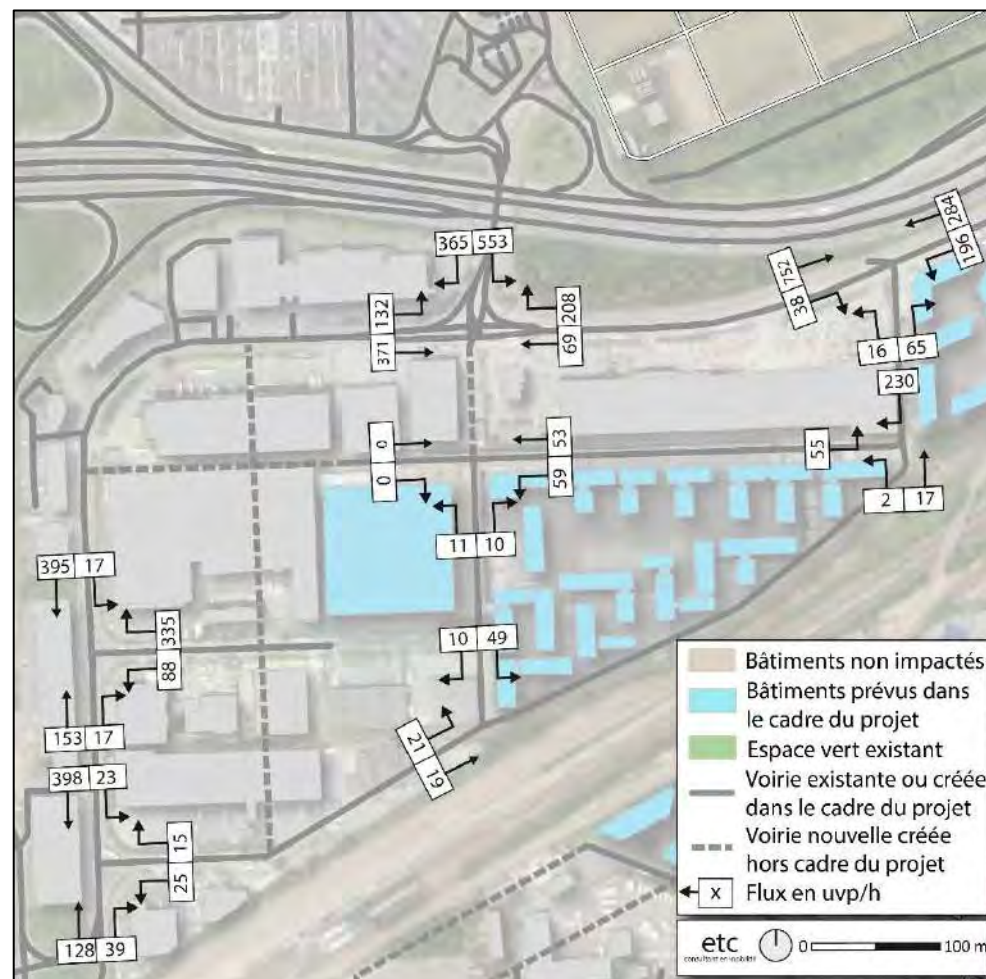 284
196
365 553
752
38
132
208
371
69
16 65
230
0
53
55
0
59
2 17
11 10
395 17
335
10 49
88
21
19
153 17
398 23
15
25
128 39
Bâtiments non impactés
Bâtiments prévus dans
le cadre du projet
Espace vert existant
Voirie existante ou créée
dans le cadre du projet
Voirie nouvelle créée
hors cadre du projet
x Flux en uvp/h
etc
consultant en mobilité
0 100 m